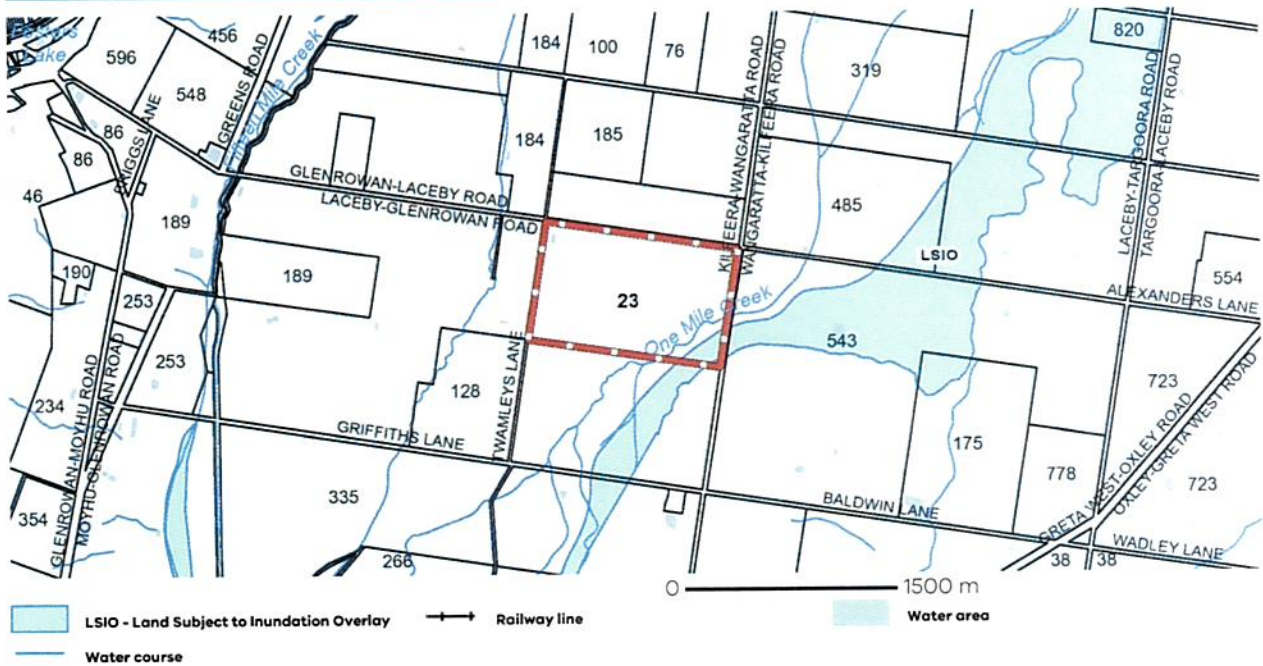 456
184
100
76
820
596
319
Lake
548
GREENS ROAD
Fifteen Mile Creek
KILFEERA-WANGARATTA ROAD
WANGARATTA-KILFEERA ROAD
LACEBY-TARGOORA ROAD
TARGOORA-LACEBY ROAD
86
184
185
86
BRIGGS LANE
46
GLENROWAN-LACEBY ROAD
LACEBY-GLENROWAN ROAD
485
189
LSIO
190
189
554
253
23
ALEXANDERS LANE
One Mile Creek
543
253
128
TWAMLEYS LANE
723
234
GLENROWAN-MOYHU ROAD
MOYHU-GLENROWAN ROAD
GRIFFITHS LANE
175
GRETA WEST-OXLEY ROAD
OXLEY-GRETA WEST ROAD
778
723
335
BALDWIN LANE
354
WADLEY LANE
266
38 38
0 1500 m
LSIO - Land Subject to Inundation Overlay
Railway line
Water area
Water course